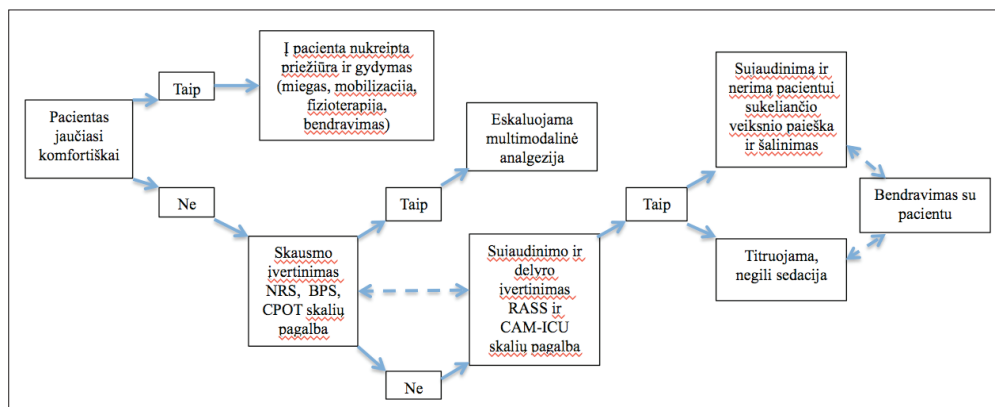 Pacientas
jaučiasi
komfortiškai
Taip
Į pacienta nukreipta
priežiūra ir gydymas
(miegas, mobilizacija,
fizioterapija,
bendravimas)
Ne
Skausmo
įvertinimas
NRS, BPS,
CPOT skalių
pagalba
Taip
Eskaluojama
multimodalinė
analgezija
Ne
Sujaudinimo ir
delyro
įvertinimas
RASS ir
CAM-ICU
skalių pagalba
Taip
Sujaudinimą ir
nerimą pacientui
sukeliančio
veiksnio paieška
ir šalinimas
Titruojama,
negili sedacija
Bendravimas su
pacientu